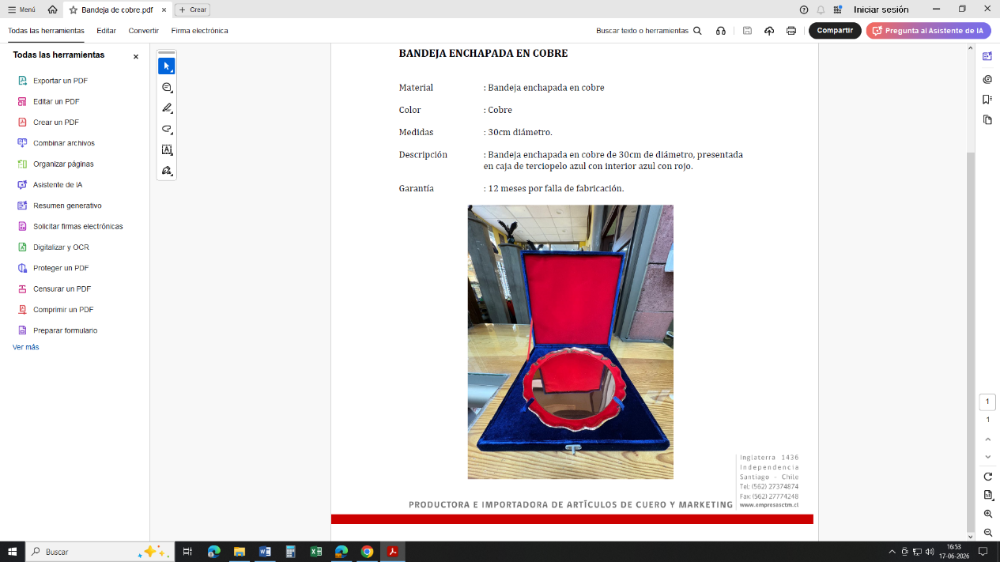 Menú
Bandeja de cobre.pdf
Crear
Iniciar sesión
Todas las herramientas
Editar
Convertir
Firma electrónica
Buscar texto o herramientas
Compartir
Pregunta al Asistente de IA
Todas las herramientas
Exportar un PDF
Editar un PDF
Crear un PDF
Combinar archivos
Organizar páginas
Asistente de IA
Resumen generativo
Solicitar firmas electrónicas
Digitalizar y OCR
Proteger un PDF
Censurar un PDF
Comprimir un PDF
Preparar formulario
Ver más
BANDEJA ENCHAPADA EN COBRE
Material : Bandeja enchapada en cobre
Color : Cobre
Medidas : 30cm diámetro.
Descripción : Bandeja enchapada en cobre de 30cm de diámetro, presentada
en caja de terciopelo azul con interior azul con rojo.
Garantía : 12 meses por falla de fabricación.
Inglaterra 1436
Independencia
Santiago - Chile
Tel: (562) 27374874
Fax: (562) 27774248
www.empresasctm.cl
PRODUCTORA E IMPORTADORA DE ARTÍCULOS DE CUERO Y MARKETING
1
1
Buscar
16:53
17-06-2026